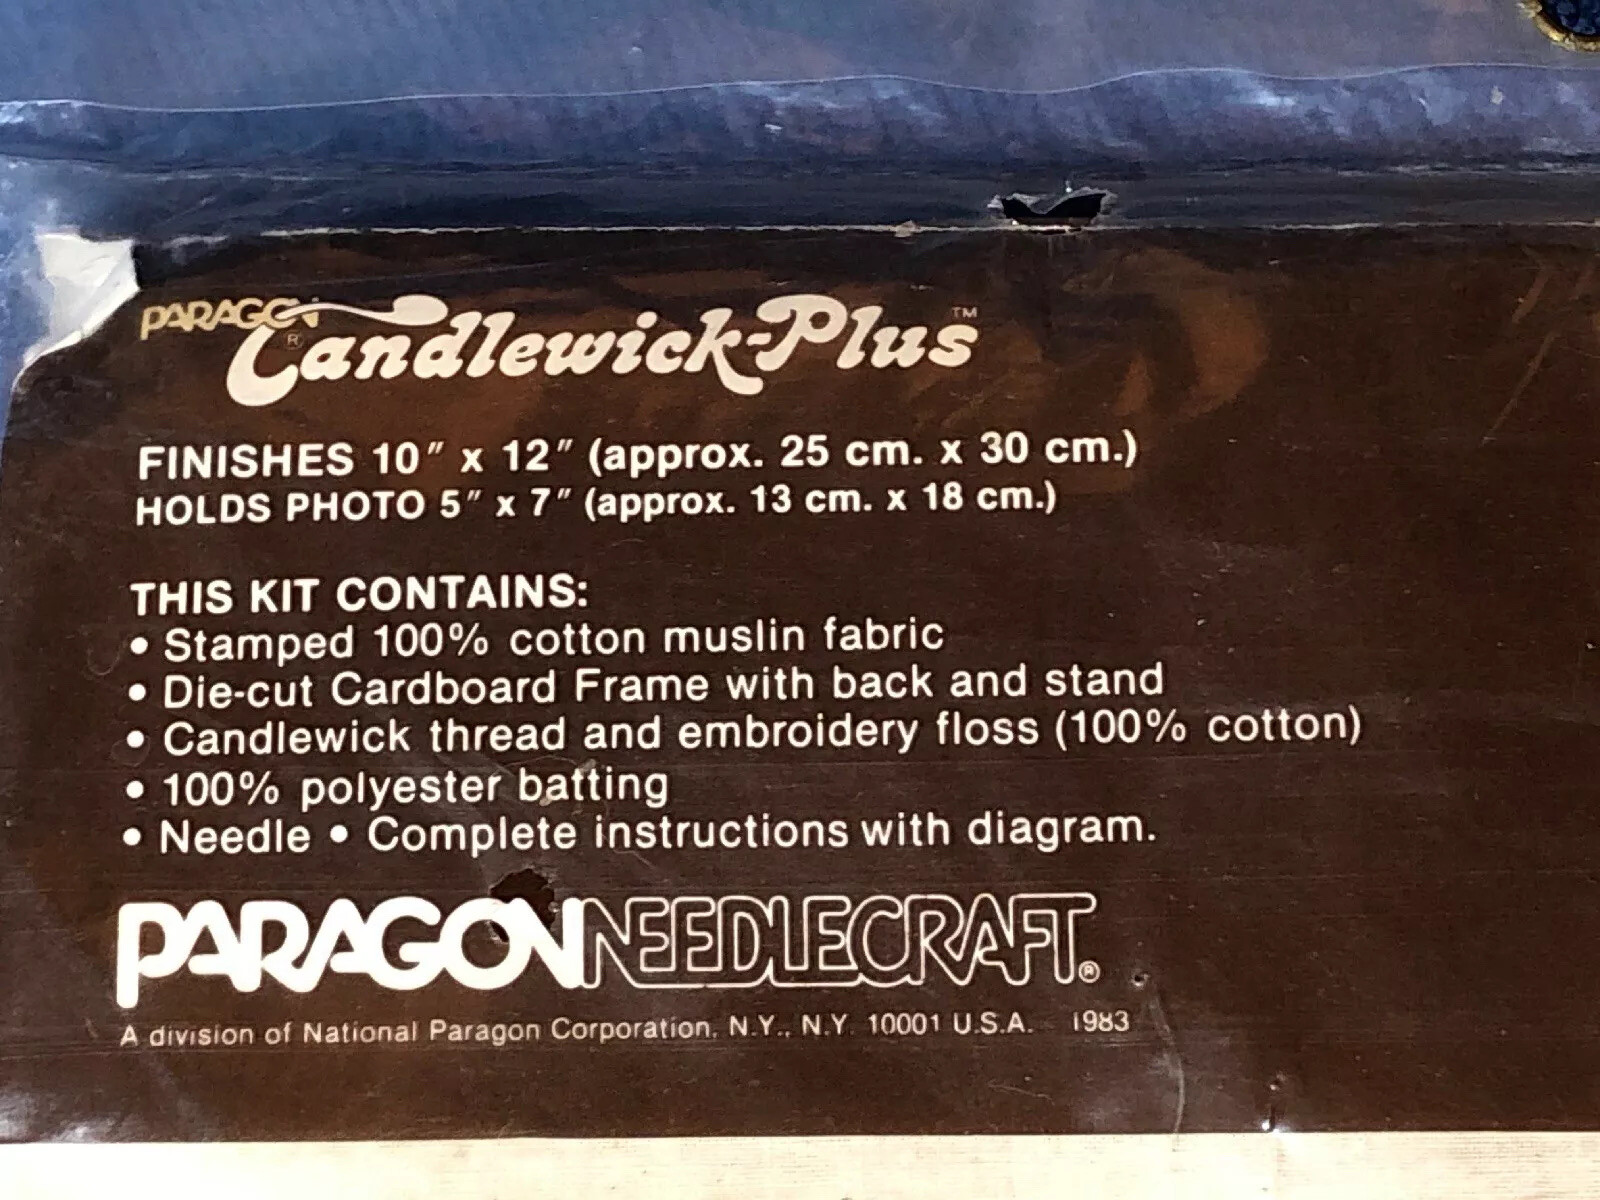 PARAGON® Candlewick-Plus™
FINISHES 10" x 12" (approx. 25 cm. x 30 cm.)
HOLDS PHOTO 5" x 7" (approx. 13 cm. x 18 cm.)
THIS KIT CONTAINS:
• Stamped 100% cotton muslin fabric
• Die-cut Cardboard Frame with back and stand
• Candlewick thread and embroidery floss (100% cotton)
• 100% polyester batting
• Needle • Complete instructions with diagram.
PARAGON NEEDLECRAFT®
A division of National Paragon Corporation, N.Y., N.Y. 10001 U.S.A. 1983